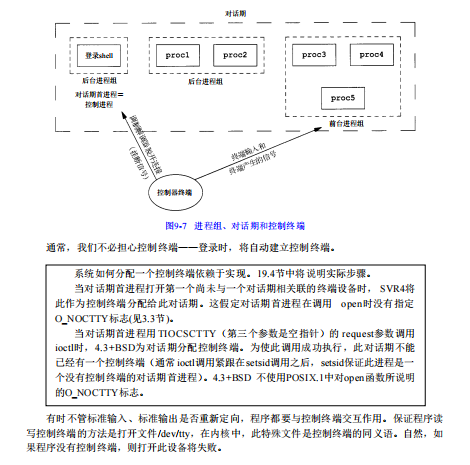 对话期
登录shell
proc1
proc2
proc3
proc4
proc5
后台进程组
后台进程组
前台进程组
对话期首进程=
控制进程
调制解调器断开连接
(挂断信号)
终端输入和
终端产生的信号
控制器终端
图9-7 进程组、对话期和控制终端
通常，我们不必担心控制终端——登录时，将自动建立控制终端。
系统如何分配一个控制终端依赖于实现。19.4节中将说明实际步骤。
当对话期首进程打开第一个尚未与一个对话期相关联的终端设备时， SVR4将
此作为控制终端分配给此对话期。这假定对话期首进程在调用 open时没有指定
O_NOCTTY标志(见3.3节)。
当对话期首进程用TIOCSCTTY（第三个参数是空指针）的 request参数调用
ioctl时，4.3+BSD为对话期分配控制终端。为使此调用成功执行，此对话期不能
已经有一个控制终端（通常 ioctl调用紧跟在setsid调用之后，setsid保证此进程是一
个没有控制终端的对话期首进程）。4.3+BSD 不使用POSIX.1中对open函数所说明
的O_NOCTTY标志。
有时不管标准输入、标准输出是否重新定向，程序都要与控制终端交互作用。保证程序读
写控制终端的方法是打开文件/dev/tty，在内核中，此特殊文件是控制终端的同义语。自然，如
果程序没有控制终端，则打开此设备将失败。